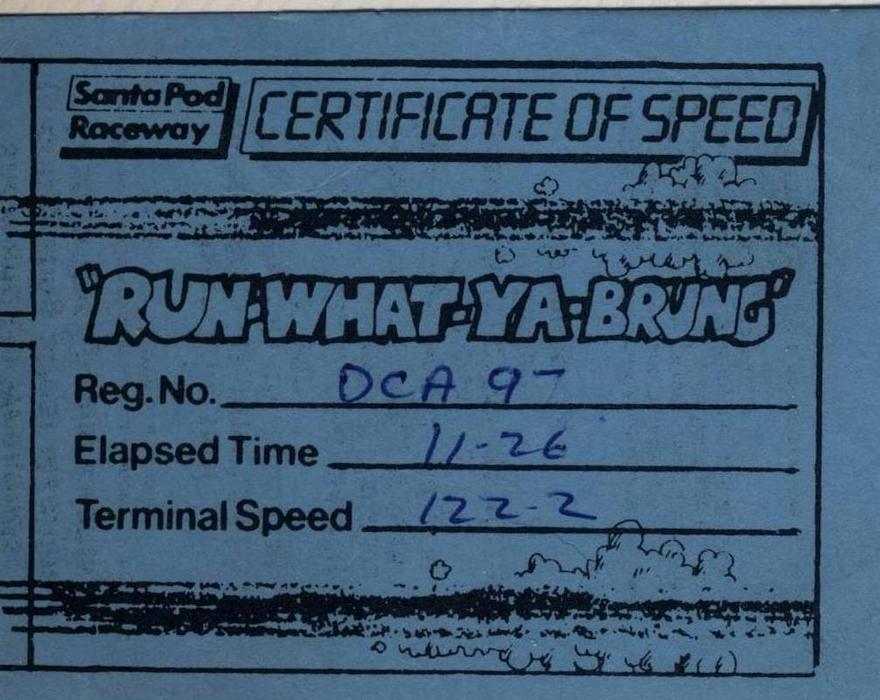 Santa Pod
Raceway
CERTIFICATE OF SPEED
"RUN-WHAT-YA-BRUNG"
Reg. No. DCA 97
Elapsed Time 11-26
Terminal Speed 122-2